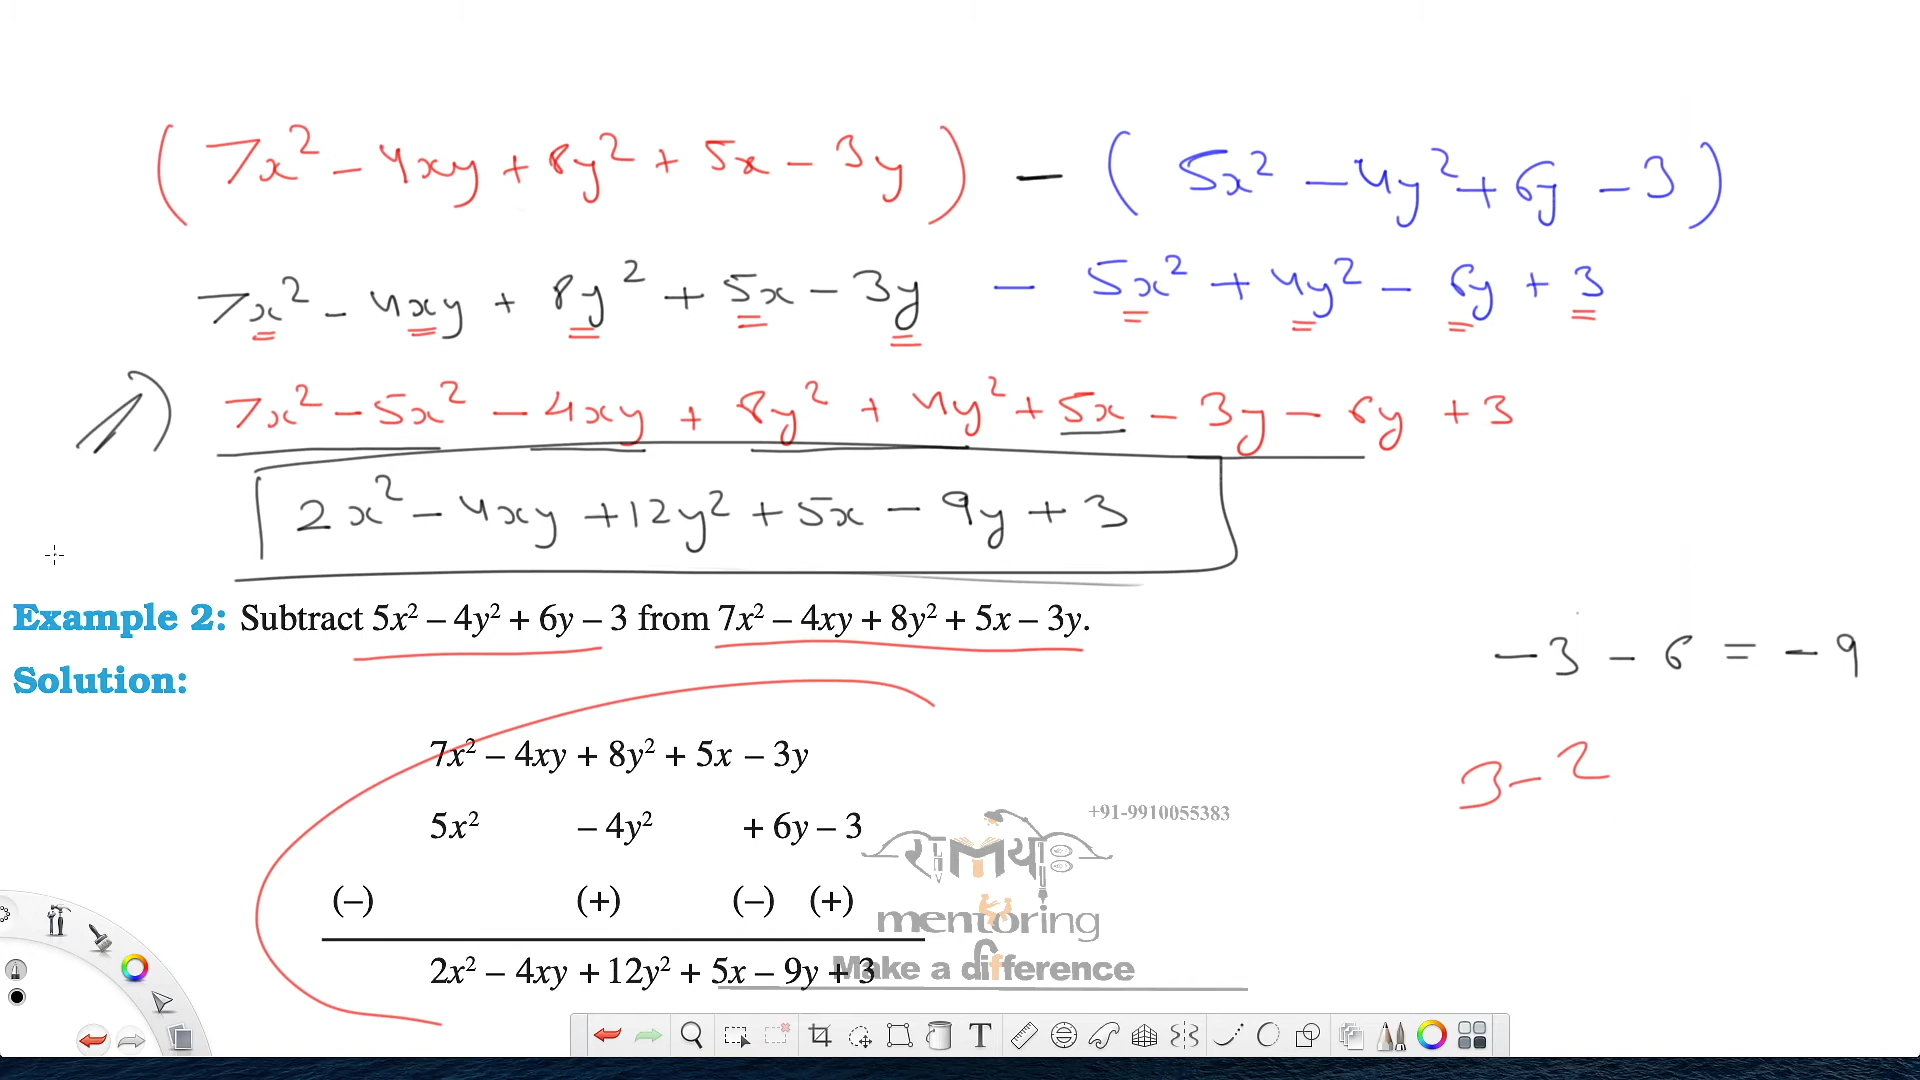 (7x² - 4xy + 8y² + 5x - 3y) - (5x² - 4y² + 6y - 3)
7x² - 4xy + 8y² + 5x - 3y - 5x² + 4y² - 6y + 3
7x² - 5x² - 4xy + 8y² + 4y² + 5x - 3y - 6y + 3
2x² - 4xy + 12y² + 5x - 9y + 3
Example 2: Subtract 5x² – 4y² + 6y – 3 from 7x² – 4xy + 8y² + 5x – 3y.
Solution:
-3 - 6 = -9
3 - 2
7x² – 4xy + 8y² + 5x – 3y
5x² – 4y² + 6y – 3
(–) (+) (–) (+)
2x² – 4xy + 12y² + 5x – 9y + 3
+91-9910055383
राMयाः
mentoring
Make a difference
T